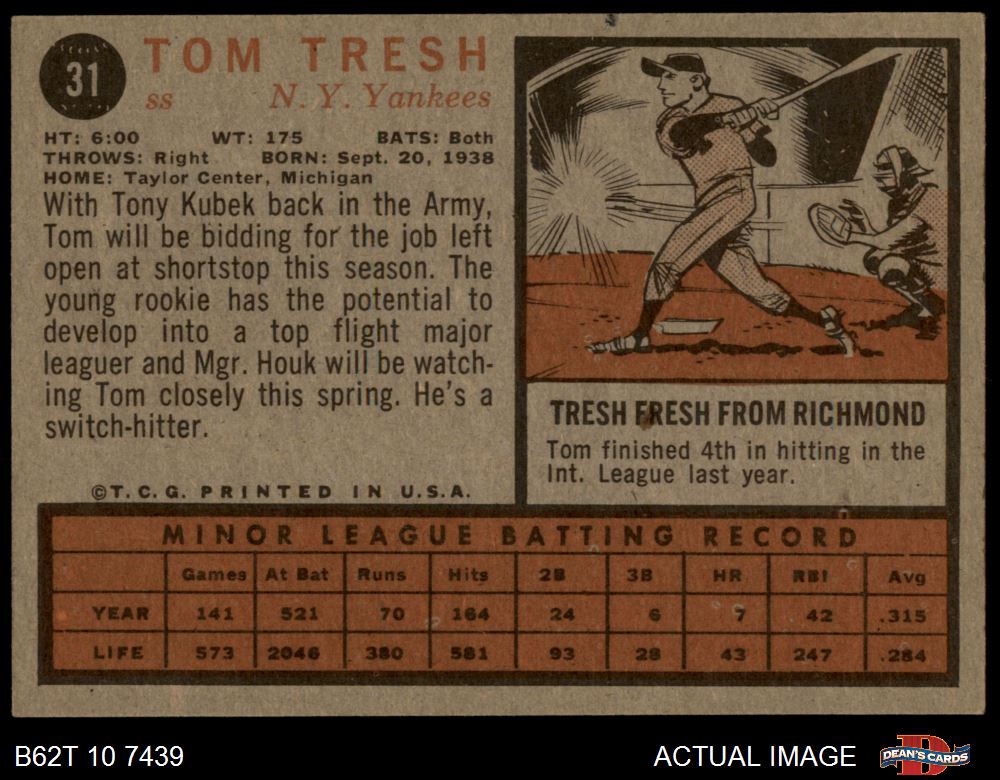 31
TOM TRESH
ss N. Y. Yankees
HT: 6:00 WT: 175 BATS: Both
THROWS: Right BORN: Sept. 20, 1938
HOME: Taylor Center, Michigan
With Tony Kubek back in the Army,
Tom will be bidding for the job left
open at shortstop this season. The
young rookie has the potential to
develop into a top flight major
leaguer and Mgr. Houk will be watch-
ing Tom closely this spring. He's a
switch-hitter.
©T.C.G. PRINTED IN U.S.A.
TRESH FRESH FROM RICHMOND
Tom finished 4th in hitting in the
Int. League last year.
MINOR LEAGUE BATTING RECORD
Games At Bat Runs Hits 2B 3B HR RBI Avg
YEAR 141 521 70 164 24 6 7 42 .315
LIFE 573 2046 380 581 93 28 43 247 .284
B62T 10 7439
ACTUAL IMAGE
DEAN'S CARDS